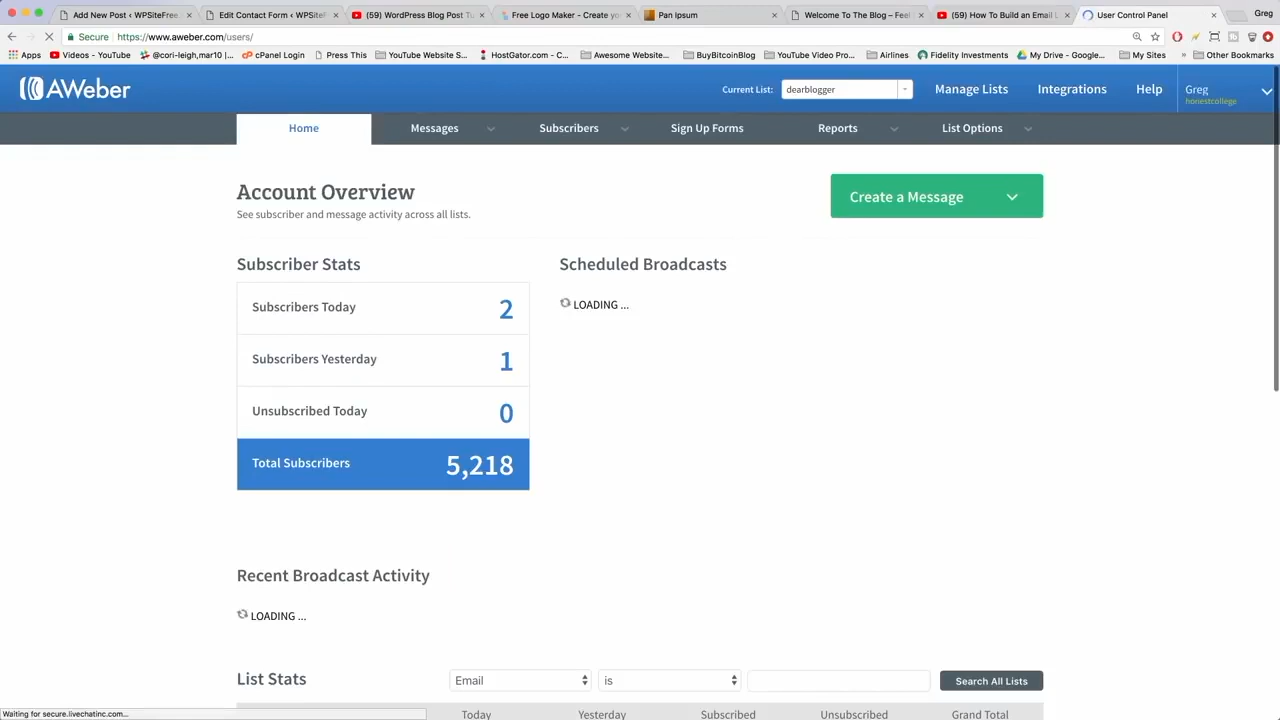 Add New Post ‹ WPSiteFree.
Edit Contact Form ‹ WPSiteF
(59) WordPress Blog Post Tu
Free Logo Maker - Create yo
Pan Ipsum
Welcome To The Blog – Feel
(59) How To Build an Email L
User Control Panel
Greg
Secure
https://www.aweber.com/users/
Apps
Videos - YouTube
@cori-leigh,mar10 |...
cPanel Login
Press This
YouTube Website S...
HostGator.com - C...
Awesome Website...
BuyBitcoinBlog
YouTube Video Pro...
Airlines
Fidelity Investments
My Drive - Google...
My Sites
Other Bookmarks
AWeber
Current List:
dearblogger
Manage Lists
Integrations
Help
Greg
honestcollege
Home
Messages
Subscribers
Sign Up Forms
Reports
List Options
Account Overview
See subscriber and message activity across all lists.
Create a Message
Subscriber Stats
Subscribers Today 2
Subscribers Yesterday 1
Unsubscribed Today 0
Total Subscribers 5,218
Scheduled Broadcasts
LOADING ...
Recent Broadcast Activity
LOADING ...
List Stats
Email
is
Search All Lists
Today
Yesterday
Subscribed
Unsubscribed
Grand Total
Waiting for secure.livechatinc.com...